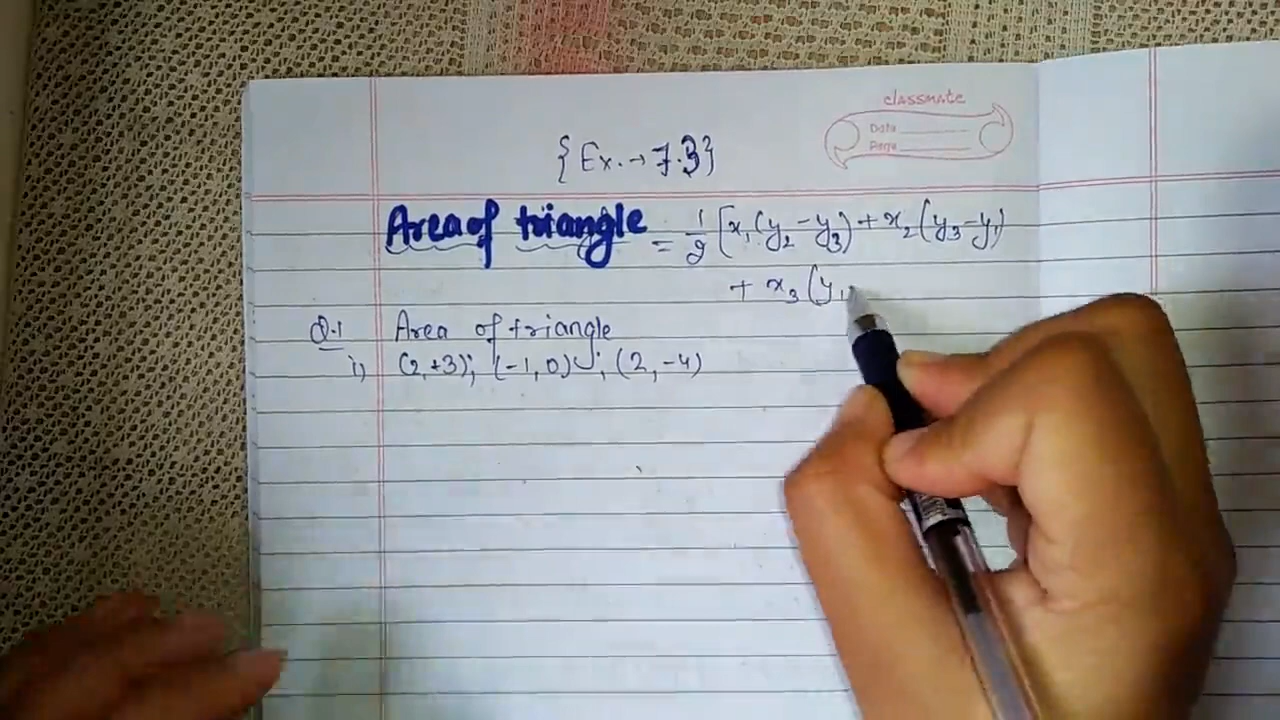 classmate
Date
Page
{Ex. → 7.3}
Area of triangle = 1/2 [x₁(y₂ - y₃) + x₂(y₃ - y₁)
+ x₃(y₁
Q.1 Area of triangle
i) (2, +3); (-1, 0) ; (2, -4)